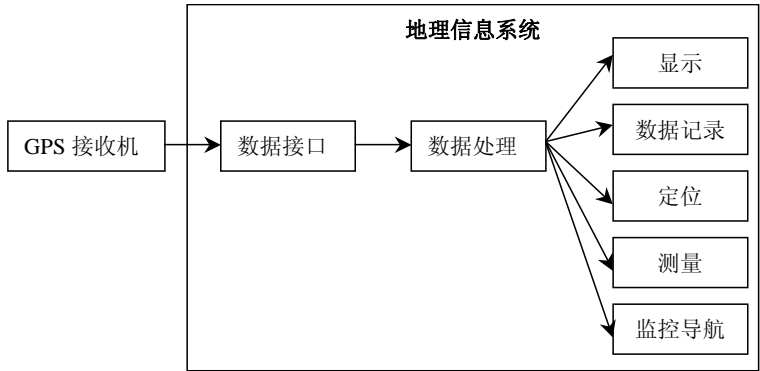 地理信息系统
GPS 接收机
数据接口
数据处理
显示
数据记录
定位
测量
监控导航